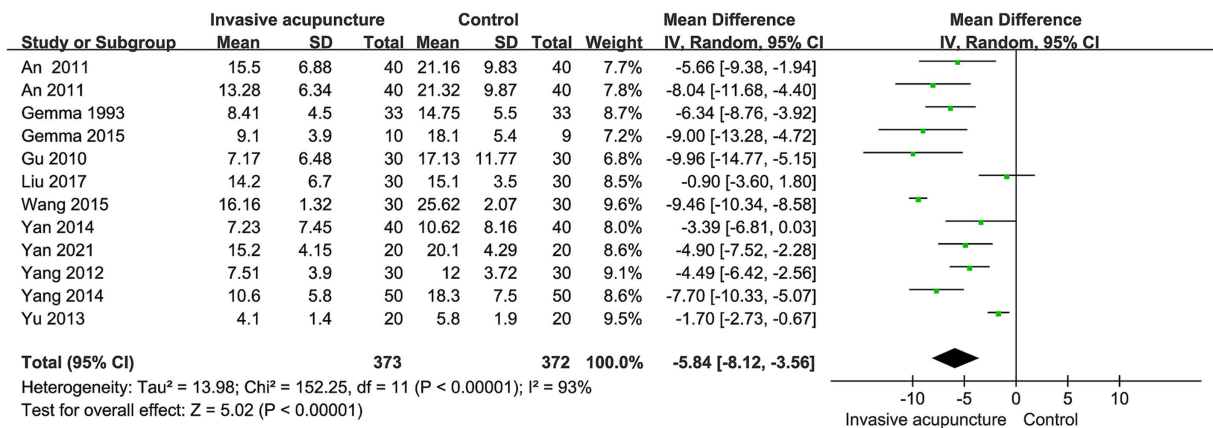 Invasive acupuncture Control Mean Difference Mean Difference
Study or Subgroup Mean SD Total Mean SD Total Weight IV, Random, 95% CI IV, Random, 95% CI
An 2011 15.5 6.88 40 21.16 9.83 40 7.7% -5.66 [-9.38, -1.94]
An 2011 13.28 6.34 40 21.32 9.87 40 7.8% -8.04 [-11.68, -4.40]
Gemma 1993 8.41 4.5 33 14.75 5.5 33 8.7% -6.34 [-8.76, -3.92]
Gemma 2015 9.1 3.9 10 18.1 5.4 9 7.2% -9.00 [-13.28, -4.72]
Gu 2010 7.17 6.48 30 17.13 11.77 30 6.8% -9.96 [-14.77, -5.15]
Liu 2017 14.2 6.7 30 15.1 3.5 30 8.5% -0.90 [-3.60, 1.80]
Wang 2015 16.16 1.32 30 25.62 2.07 30 9.6% -9.46 [-10.34, -8.58]
Yan 2014 7.23 7.45 40 10.62 8.16 40 8.0% -3.39 [-6.81, 0.03]
Yan 2021 15.2 4.15 20 20.1 4.29 20 8.6% -4.90 [-7.52, -2.28]
Yang 2012 7.51 3.9 30 12 3.72 30 9.1% -4.49 [-6.42, -2.56]
Yang 2014 10.6 5.8 50 18.3 7.5 50 8.6% -7.70 [-10.33, -5.07]
Yu 2013 4.1 1.4 20 5.8 1.9 20 9.5% -1.70 [-2.73, -0.67]
Total (95% CI) 373 372 100.0% -5.84 [-8.12, -3.56]
Heterogeneity: Tau² = 13.98; Chi² = 152.25, df = 11 (P < 0.00001); I² = 93%
Test for overall effect: Z = 5.02 (P < 0.00001)
-10 -5 0 5 10
Invasive acupuncture Control